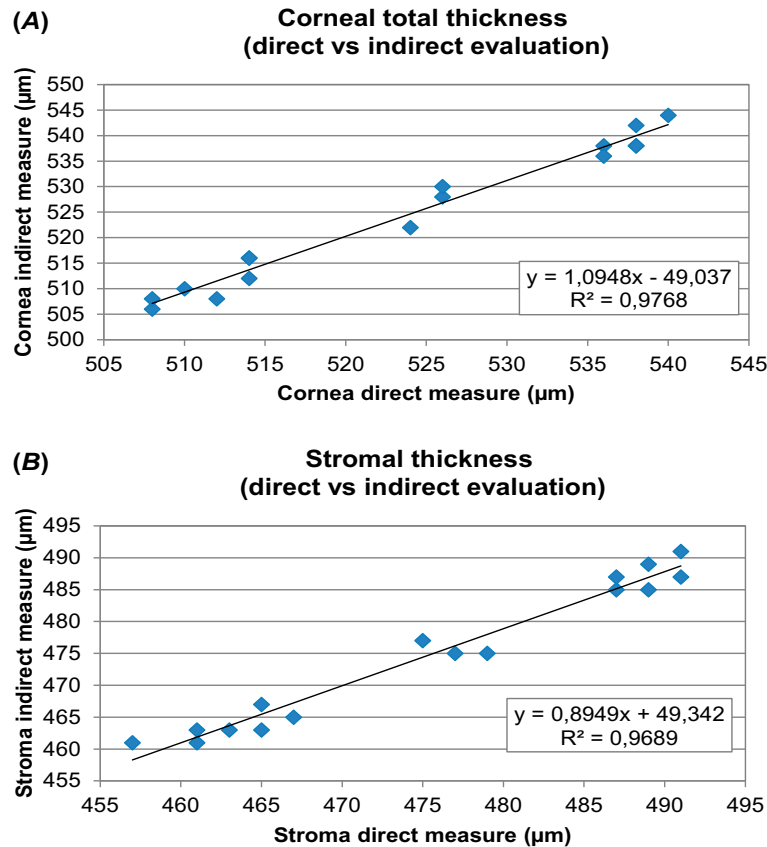 (A)
Corneal total thickness
(direct vs indirect evaluation)
Cornea indirect measure (µm)
550
545
540
535
530
525
520
515
510
505
500
y = 1,0948x - 49,037
R² = 0,9768
505 510 515 520 525 530 535 540 545
Cornea direct measure (µm)
(B)
Stromal thickness
(direct vs indirect evaluation)
Stroma indirect measure (µm)
495
490
485
480
475
470
465
460
455
y = 0,8949x + 49,342
R² = 0,9689
455 460 465 470 475 480 485 490 495
Stroma direct measure (µm)